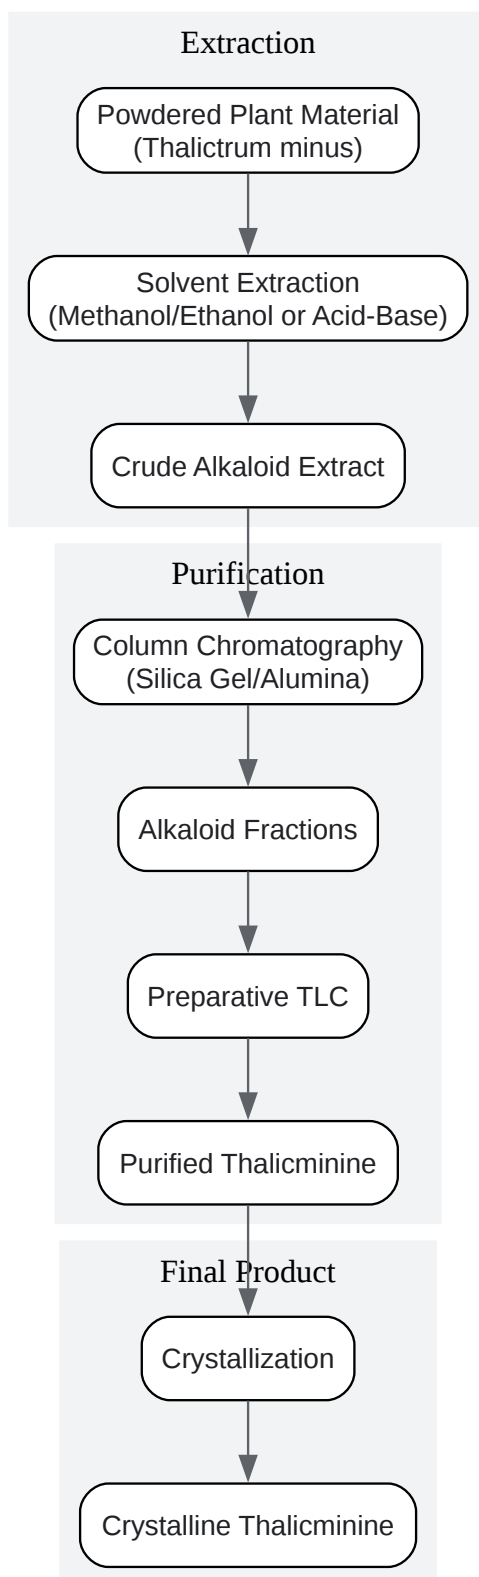 Extraction
Powdered Plant Material
(Thalictrum minus)
Solvent Extraction
(Methanol/Ethanol or Acid-Base)
Crude Alkaloid Extract
Purification
Column Chromatography
(Silica Gel/Alumina)
Alkaloid Fractions
Preparative TLC
Purified Thalicminine
Final Product
Crystallization
Crystalline Thalicminine